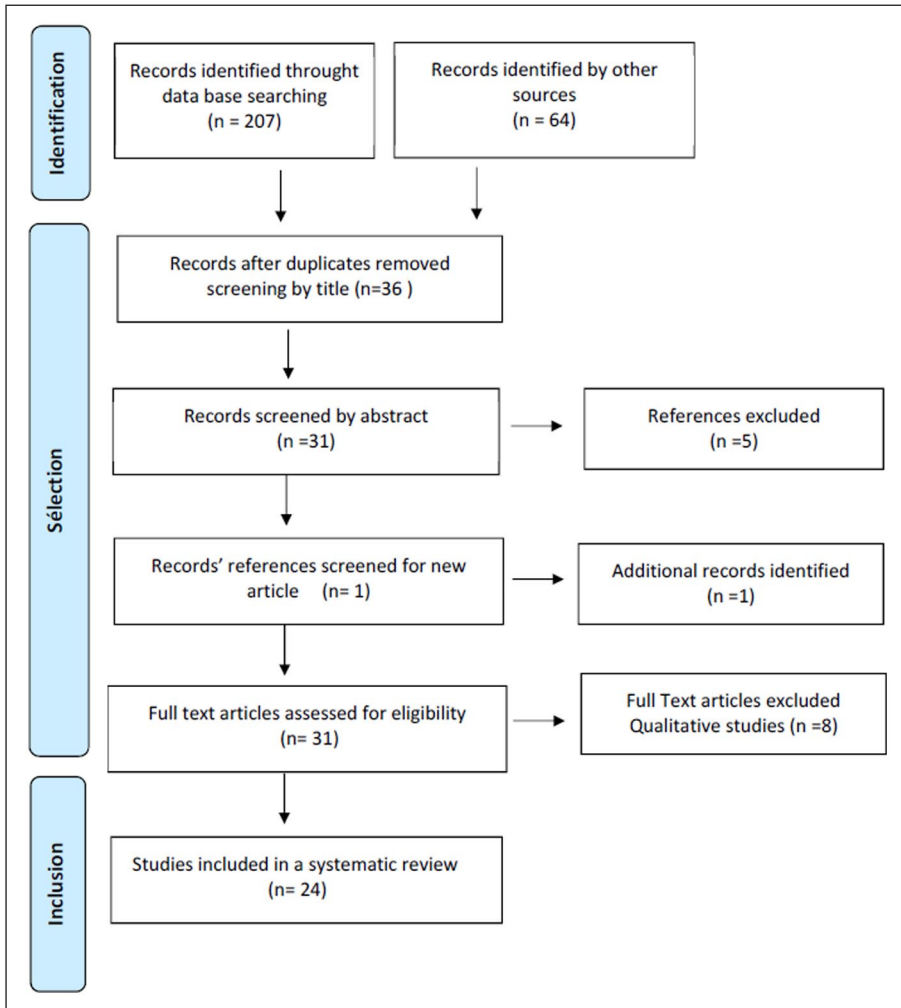 Identification
Records identified throught
data base searching
(n = 207)
Records identified by other
sources
(n = 64)
Sélection
Records after duplicates removed
screening by title (n=36 )
Records screened by abstract
(n =31)
References excluded
(n =5)
Records’ references screened for new
article (n= 1)
Additional records identified
(n =1)
Full text articles assessed for eligibility
(n= 31)
Full Text articles excluded
Qualitative studies (n =8)
Inclusion
Studies included in a systematic review
(n= 24)